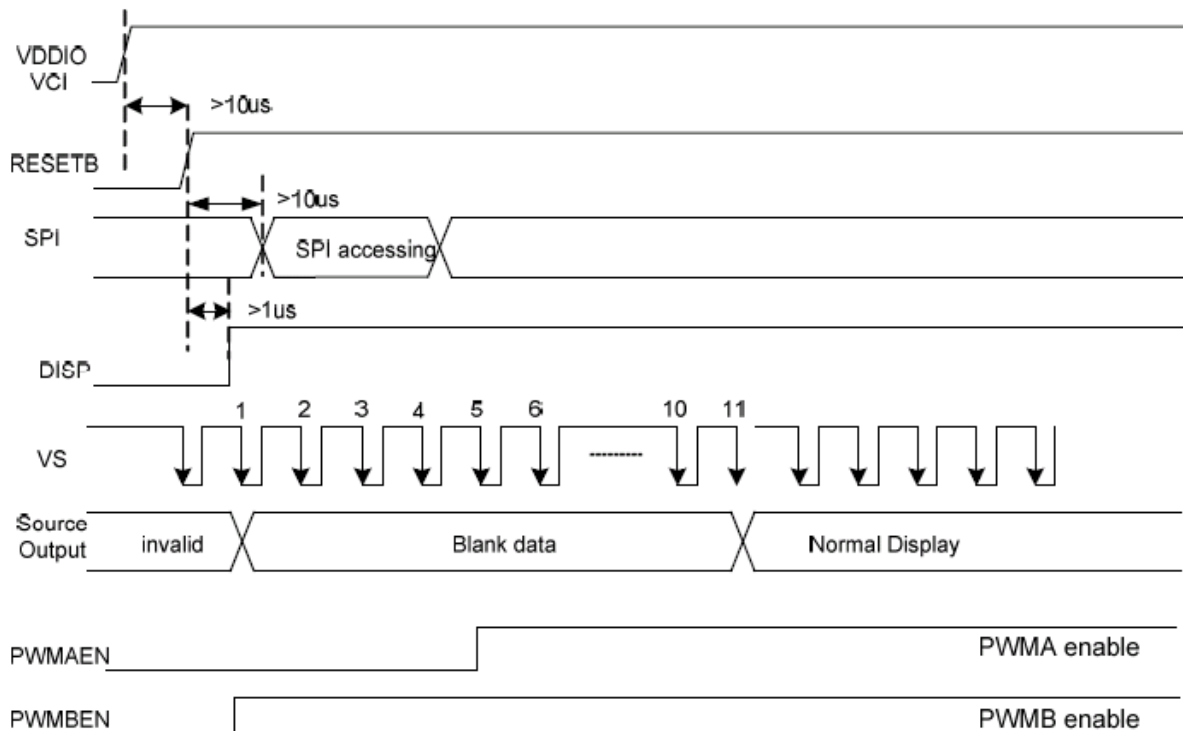 VDDIO
VCI
>10us
RESETB
>10us
SPI
SPI accessing
>1us
DISP
1 2 3 4 5 6 10 11
VS
---------
Source
Output
invalid
Blank data
Normal Display
PWMAEN
PWMA enable
PWMBEN
PWMB enable